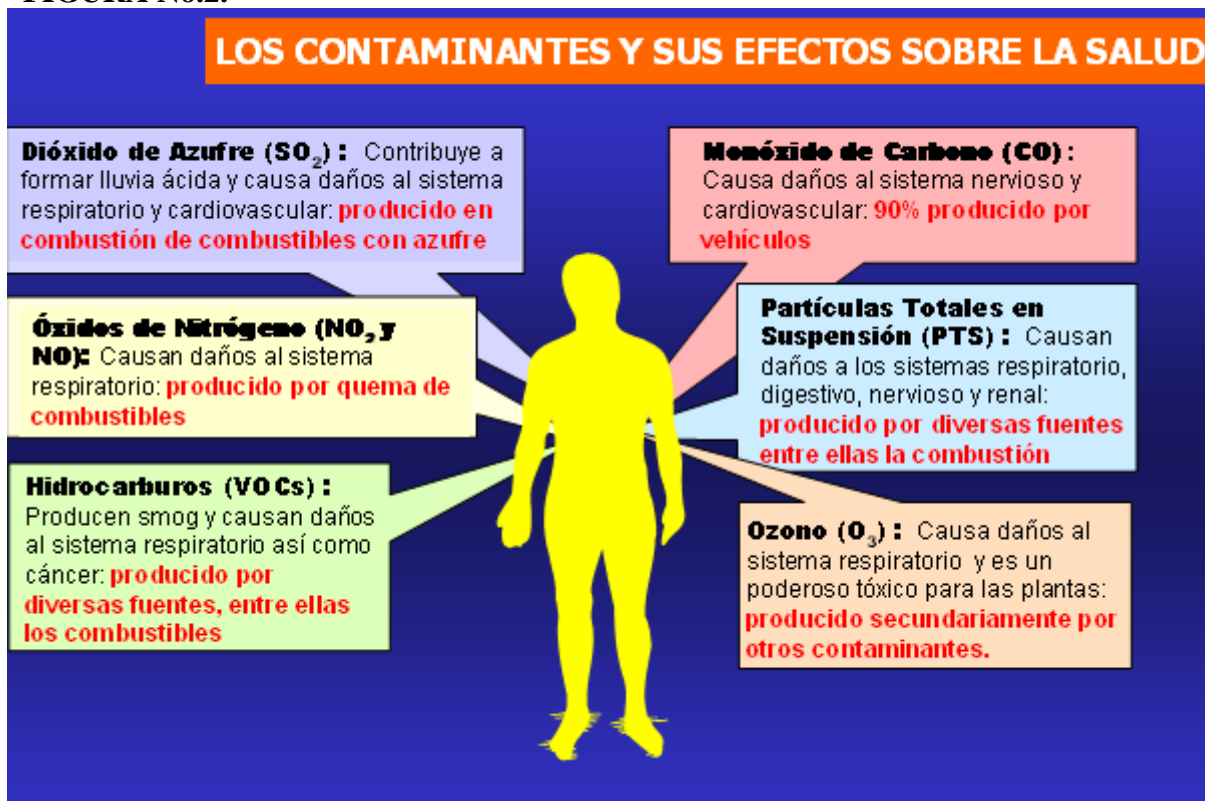 FIGURA No.2.
LOS CONTAMINANTES Y SUS EFECTOS SOBRE LA SALUD
Dióxido de Azufre (SO₂) : Contribuye a
formar lluvia ácida y causa daños al sistema
respiratorio y cardiovascular: producido en
combustión de combustibles con azufre
Óxidos de Nitrógeno (NO, y
NO): Causan daños al sistema
respiratorio: producido por quema de
combustibles
Hidrocarburos (VOCs) :
Producen smog y causan daños
al sistema respiratorio así como
cáncer: producido por
diversas fuentes, entre ellas
los combustibles
Monóxido de Carbono (CO) :
Causa daños al sistema nervioso y
cardiovascular: 90% producido por
vehículos
Partículas Totales en
Suspensión (PTS) : Causan
daños a los sistemas respiratorio,
digestivo, nervioso y renal:
producido por diversas fuentes
entre ellas la combustión
Ozono (O₃) : Causa daños al
sistema respiratorio y es un
poderoso tóxico para las plantas:
producido secundariamente por
otros contaminantes.